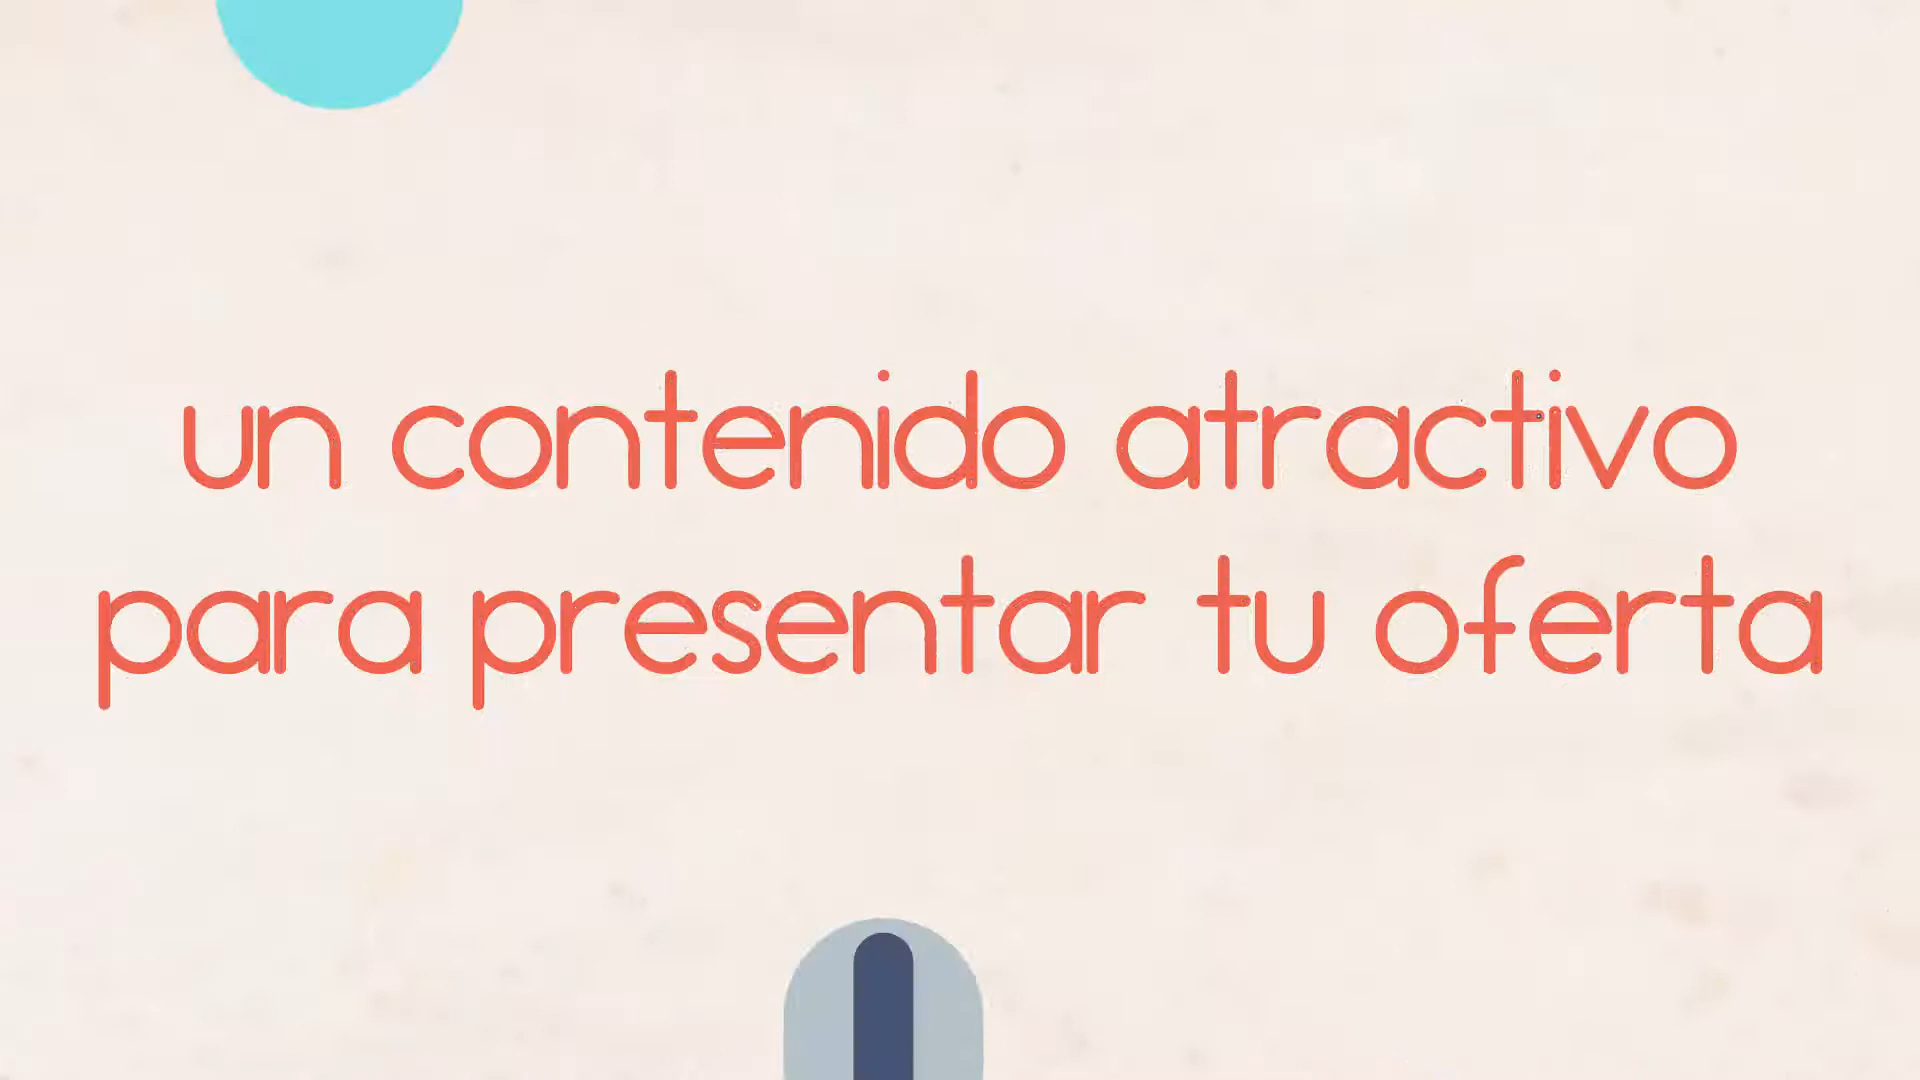 un contenido atractivo
para presentar tu oferta